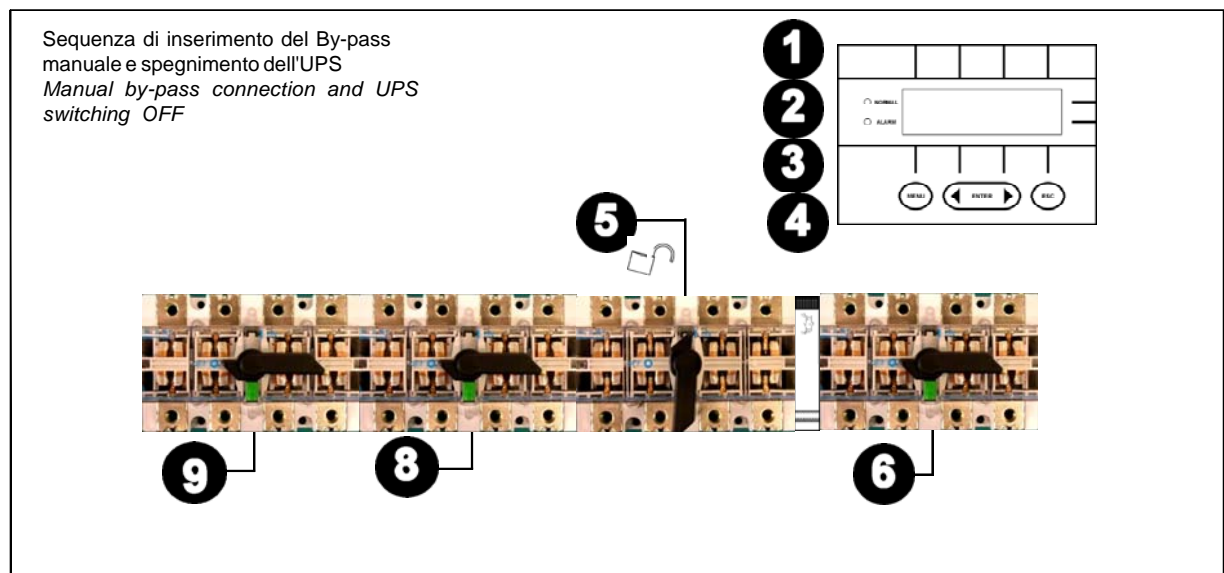 Sequenza di inserimento del By-pass
manuale e spegnimento dell'UPS
Manual by-pass connection and UPS
switching OFF
1
2
3
4
NORMAL
ALARM
MENU
ENTER
ESC
5
6
8
9